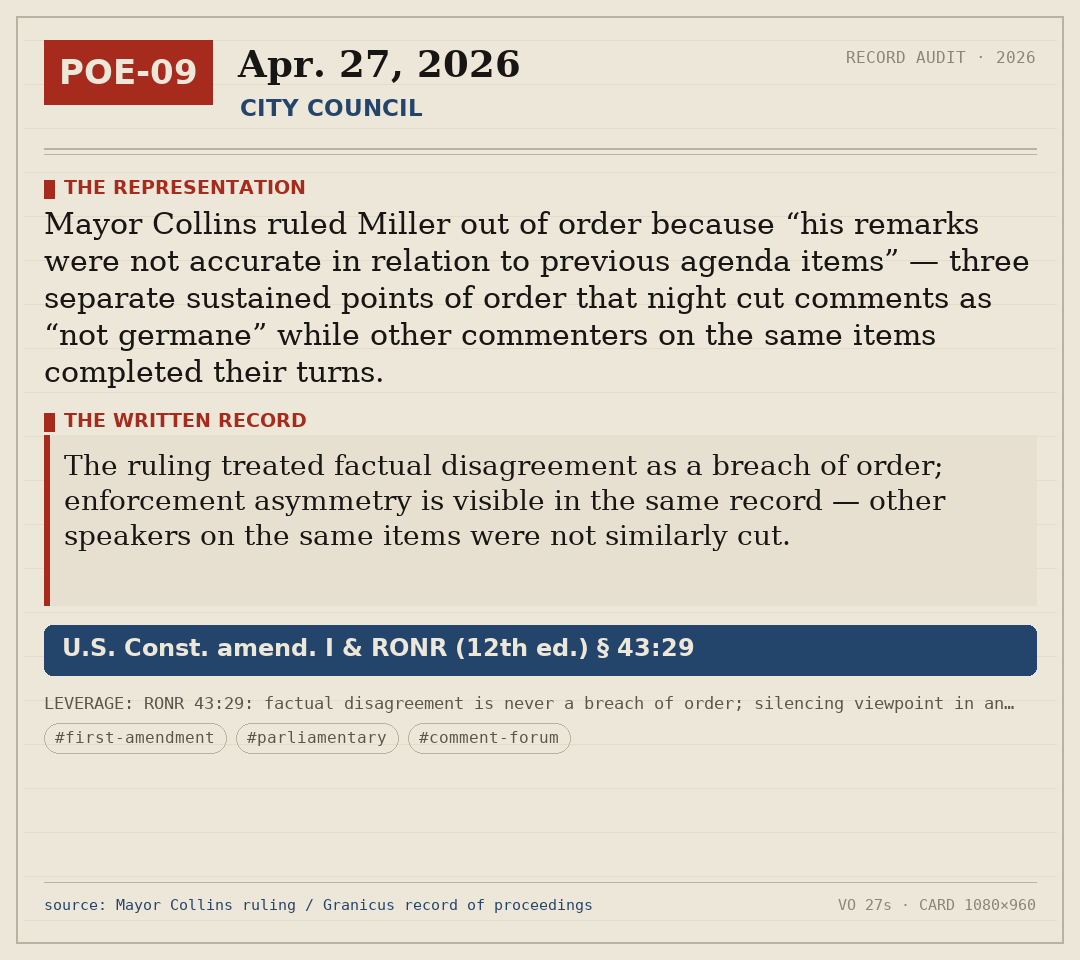 POE-09
Apr. 27, 2026
CITY COUNCIL
RECORD AUDIT · 2026
THE REPRESENTATION
Mayor Collins ruled Miller out of order because “his remarks
were not accurate in relation to previous agenda items” — three
separate sustained points of order that night cut comments as
“not germane” while other commenters on the same items
completed their turns.
THE WRITTEN RECORD
The ruling treated factual disagreement as a breach of order;
enforcement asymmetry is visible in the same record — other
speakers on the same items were not similarly cut.
U.S. Const. amend. I & RONR (12th ed.) § 43:29
LEVERAGE: RONR 43:29: factual disagreement is never a breach of order; silencing viewpoint in an…
#first-amendment #parliamentary #comment-forum
source: Mayor Collins ruling / Granicus record of proceedings
VO 27s · CARD 1080×960